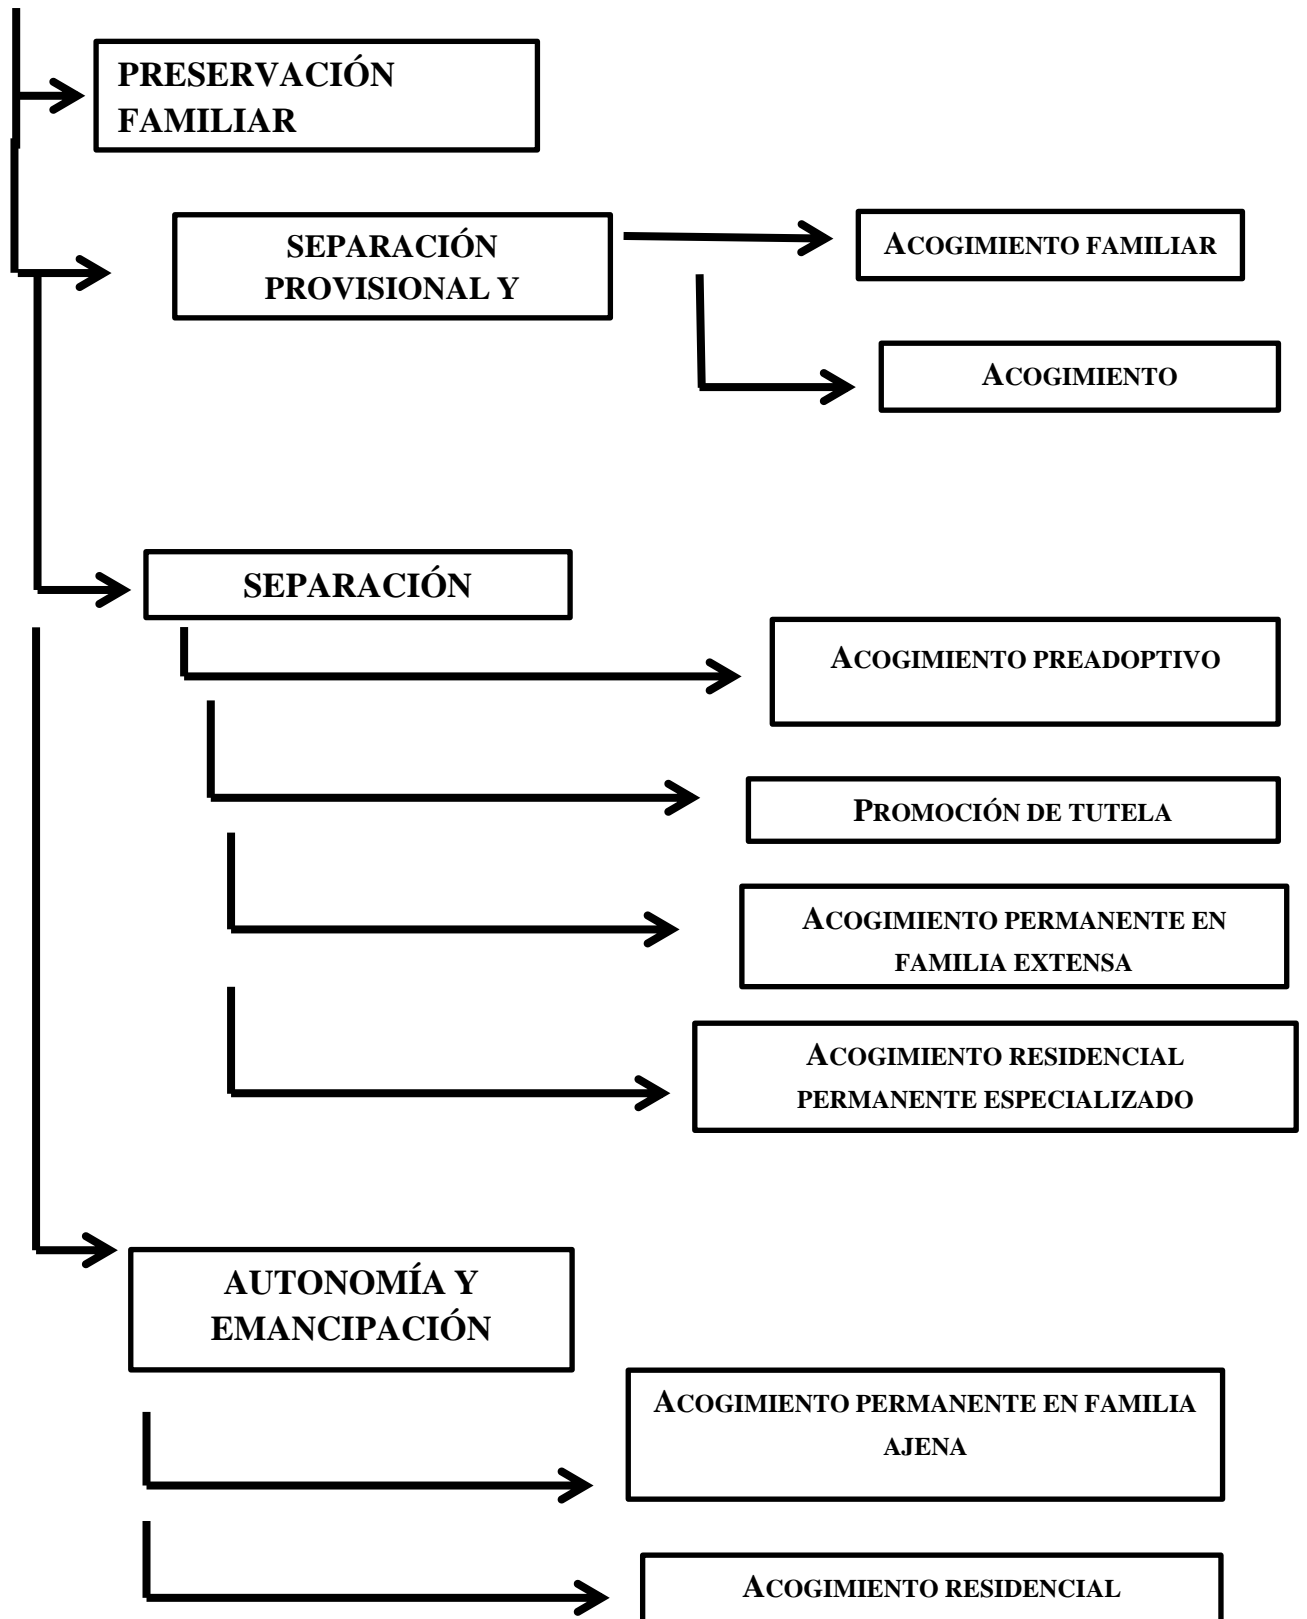 PRESERVACIÓN
FAMILIAR
SEPARACIÓN
PROVISIONAL Y
ACOGIMIENTO FAMILIAR
ACOGIMIENTO
SEPARACIÓN
ACOGIMIENTO PREADOPTIVO
PROMOCIÓN DE TUTELA
ACOGIMIENTO PERMANENTE EN
FAMILIA EXTENSA
ACOGIMIENTO RESIDENCIAL
PERMANENTE ESPECIALIZADO
AUTONOMÍA Y
EMANCIPACIÓN
ACOGIMIENTO PERMANENTE EN FAMILIA
AJENA
ACOGIMIENTO RESIDENCIAL